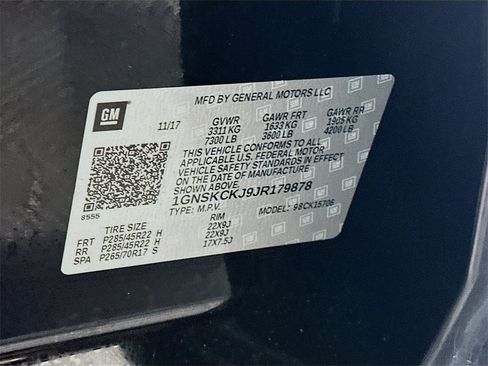 GM
MFD BY GENERAL MOTORS LLC
11/17
GVWR GAWR FRT GAWR RR
3311 KG 1633 KG 1905 KG
7300 LB 3600 LB 4200 LB
THIS VEHICLE CONFORMS TO ALL
APPLICABLE U.S. FEDERAL MOTOR
VEHICLE SAFETY STANDARDS IN EFFECT
ON THE DATE OF MANUFACTURE
SHOWN ABOVE.
1GNSKCKJ9JR179878
TYPE: M.P.V. MODEL: 98CK15706
8555
TIRE SIZE RIM
FRT P285/45R22 H 22X9J
RR P285/45R22 H 22X9J
SPA P265/70R17 S 17X7.5J